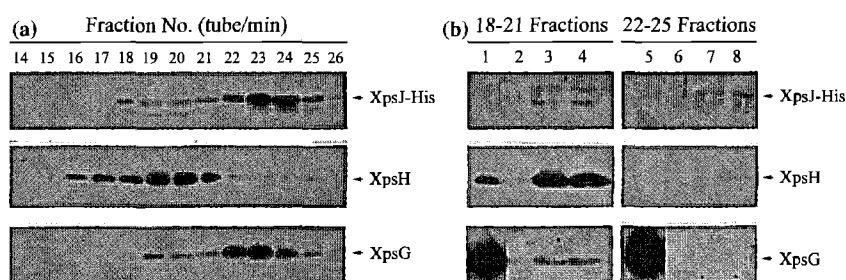 (a) Fraction No. (tube/min)
14 15 16 17 18 19 20 21 22 23 24 25 26
XpsJ-His
XpsH
XpsG
(b) 18-21 Fractions 22-25 Fractions
1 2 3 4 5 6 7 8
XpsJ-His
XpsH
XpsG